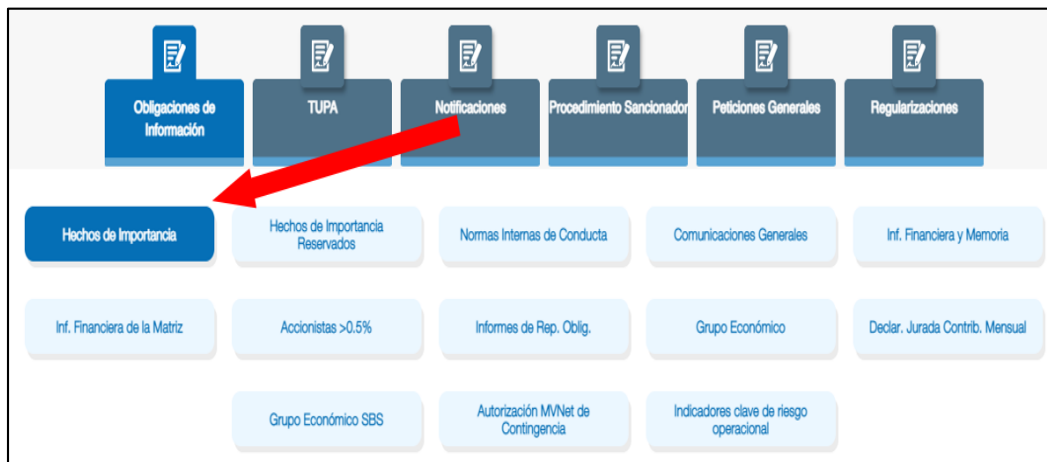 Obligaciones de
Información
TUPA
Notificaciones
Procedimiento Sancionador
Peticiones Generales
Regularizaciones
Hechos de Importancia
Hechos de Importancia
Reservados
Normas Internas de Conducta
Comunicaciones Generales
Inf. Financiera y Memoria
Inf. Financiera de la Matriz
Accionistas >0.5%
Informes de Rep. Oblig.
Grupo Económico
Declar. Jurada Contrib. Mensual
Grupo Económico SBS
Autorización MVNet de
Contingencia
Indicadores clave de riesgo
operacional